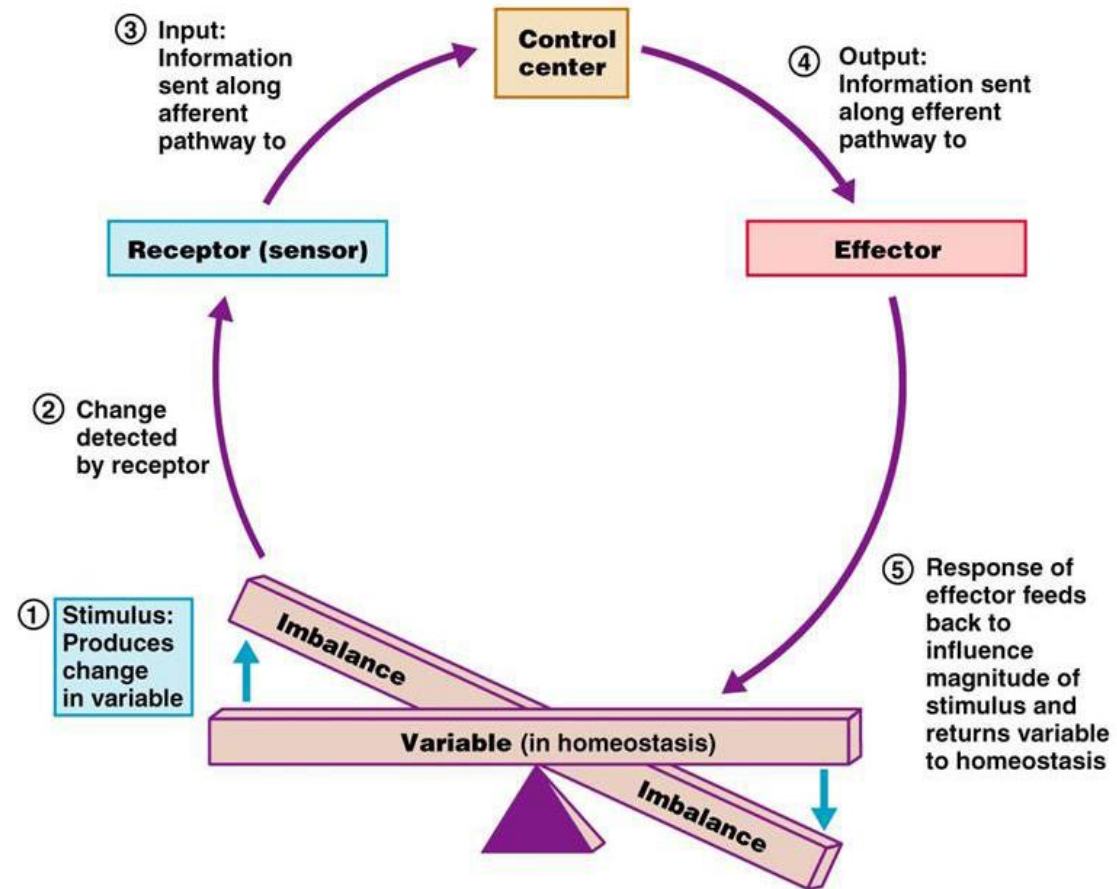 ③ Input:
Information
sent along
afferent
pathway to
Control
center
④ Output:
Information sent
along efferent
pathway to
Receptor (sensor)
Effector
② Change
detected
by receptor
① Stimulus:
Produces
change
in variable
Imbalance
Variable (in homeostasis)
Imbalance
⑤ Response of
effector feeds
back to
influence
magnitude of
stimulus and
returns variable
to homeostasis